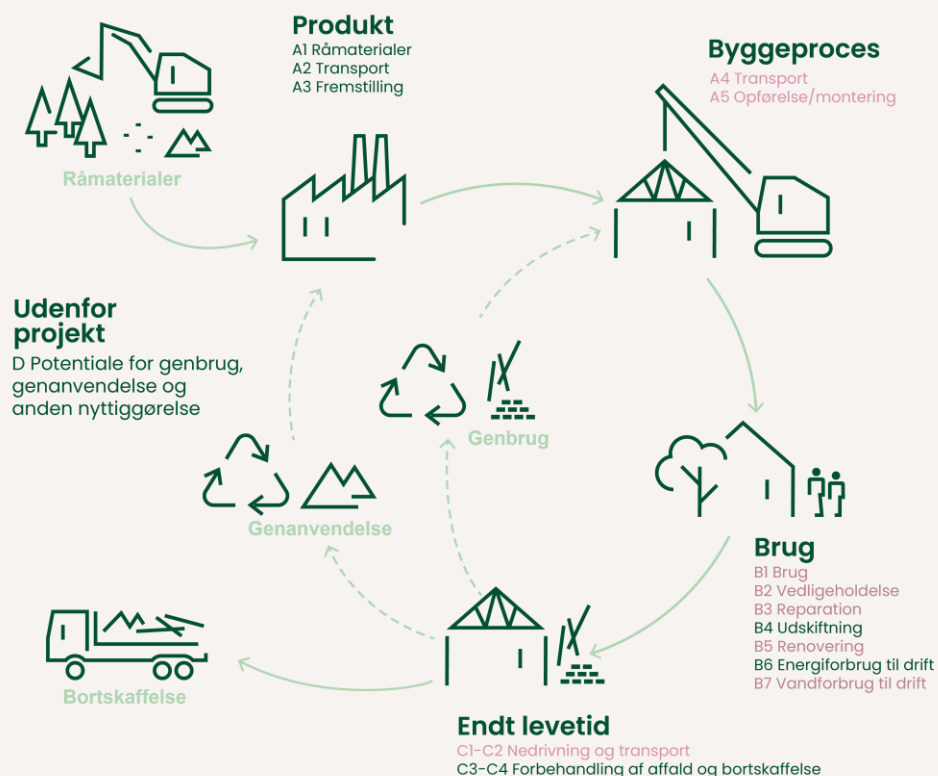 Produkt
A1 Råmaterialer
A2 Transport
A3 Fremstilling
Byggeproces
A4 Transport
A5 Opførelse/montering
Råmaterialer
Udenfor
projekt
D Potentiale for genbrug,
genanvendelse og
anden nyttiggørelse
Genbrug
Genanvendelse
Brug
B1 Brug
B2 Vedligeholdelse
B3 Reparation
B4 Udskiftning
B5 Renovering
B6 Energiforbrug til drift
B7 Vandforbrug til drift
Bortskaffelse
Endt levetid
C1-C2 Nedrivning og transport
C3-C4 Forbehandling af affald og bortskaffelse